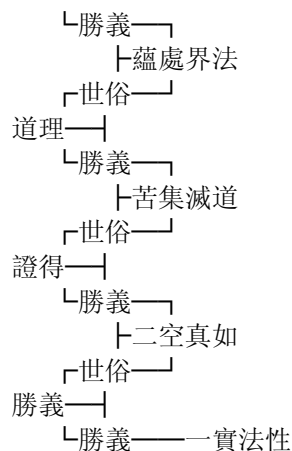 └勝義─┐
├蘊處界法
┌世俗─┘
道理─┤
└勝義─┐
├苦集滅道
┌世俗─┘
證得─┤
└勝義─┐
├二空真如
┌世俗─┘
勝義─┤
└勝義──一實法性